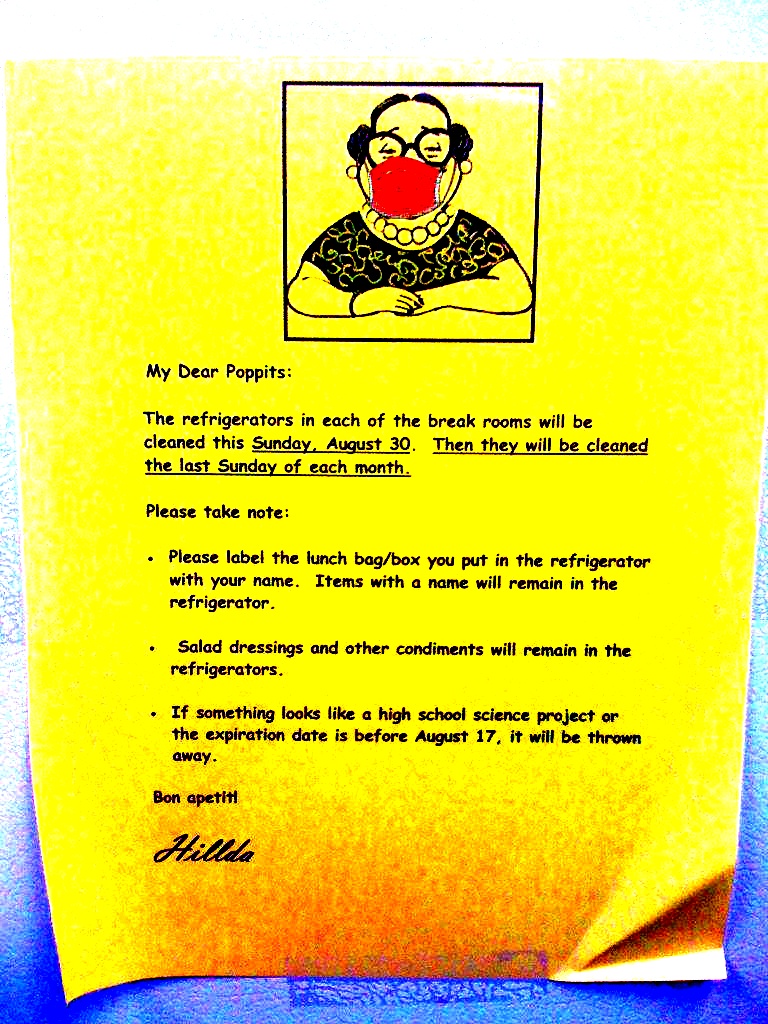 My Dear Poppits:
The refrigerators in each of the break rooms will be
cleaned this Sunday, August 30. Then they will be cleaned
the last Sunday of each month.
Please take note:
• Please label the lunch bag/box you put in the refrigerator
with your name. Items with a name will remain in the
refrigerator.
• Salad dressings and other condiments will remain in the
refrigerators.
• If something looks like a high school science project or
the expiration date is before August 17, it will be thrown
away.
Bon apetit!
Hillda